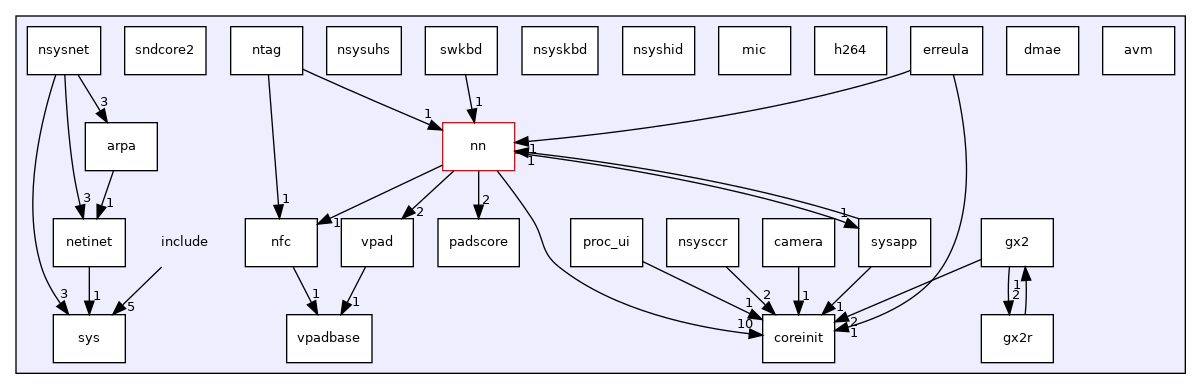 nsysnet
sndcore2
ntag
nsysuhs
swkbd
nsyskbd
nsyshid
mic
h264
erreula
dmae
avm
3
1
1
arpa
nn
1
1
3
1
1
1
2
2
1
netinet
include
nfc
vpad
padscore
proc_ui
nsysccr
camera
sysapp
gx2
3
1
5
1
1
10
1
2
1
1
2
1
1
2
sys
vpadbase
coreinit
gx2r